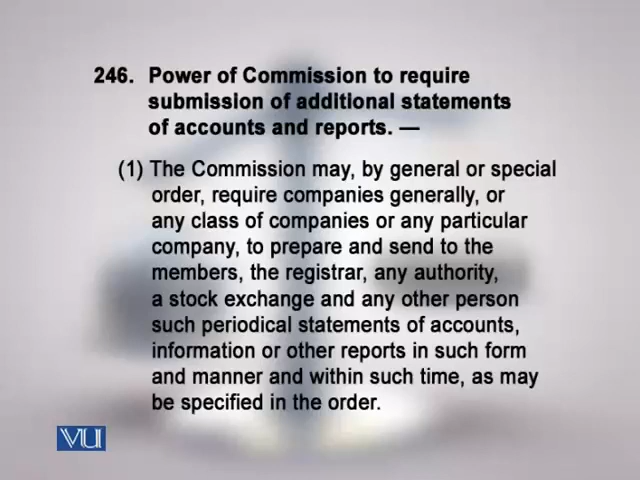 246. Power of Commission to require
submission of additional statements
of accounts and reports. —
(1) The Commission may, by general or special
order, require companies generally, or
any class of companies or any particular
company, to prepare and send to the
members, the registrar, any authority,
a stock exchange and any other person
such periodical statements of accounts,
information or other reports in such form
and manner and within such time, as may
be specified in the order.
VU